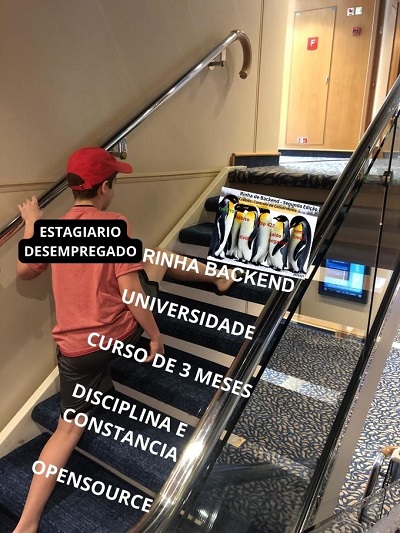 F
Rinha de Backend - Segunda Edição
ESTAGIARIO
DESEMPREGADO
RINHA BACKEND
UNIVERSIDADE
CURSO DE 3 MESES
DISCIPLINA E
CONSTANCIA
OPENSOURCE